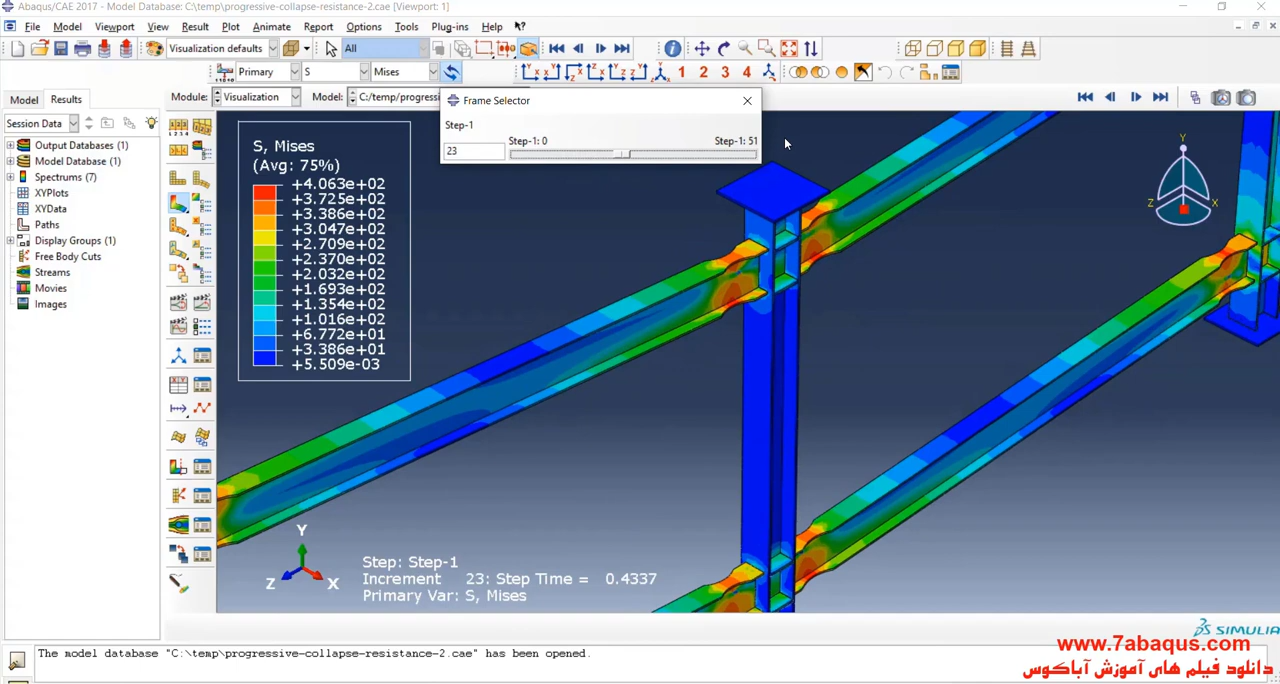 Abaqus/CAE 2017 - Model Database: C:\temp\progressive-collapse-resistance-2.cae [Viewport: 1]
File Model Viewport View Result Plot Animate Report Options Tools Plug-ins Help
Visualization defaults All
Primary S Mises 1 2 3 4
Model Results Module: Visualization Model: C:/temp/progressi
Session Data
Output Databases (1)
Model Database (1)
Spectrums (7)
XYPlots
XYData
Paths
Display Groups (1)
Free Body Cuts
Streams
Movies
Images
Frame Selector
Step-1
Step-1: 0 Step-1: 51
23
S, Mises
(Avg: 75%)
+4.063e+02
+3.725e+02
+3.386e+02
+3.047e+02
+2.709e+02
+2.370e+02
+2.032e+02
+1.693e+02
+1.354e+02
+1.016e+02
+6.772e+01
+3.386e+01
+5.509e-03
Y
Z X
Y
Z X
Step: Step-1
Increment 23: Step Time = 0.4337
Primary Var: S, Mises
SIMULIA
The model database "C:\temp\progressive-collapse-resistance-2.cae" has been opened.
www.7abaqus.com
دانلود فیلم های آموزش آباکوس